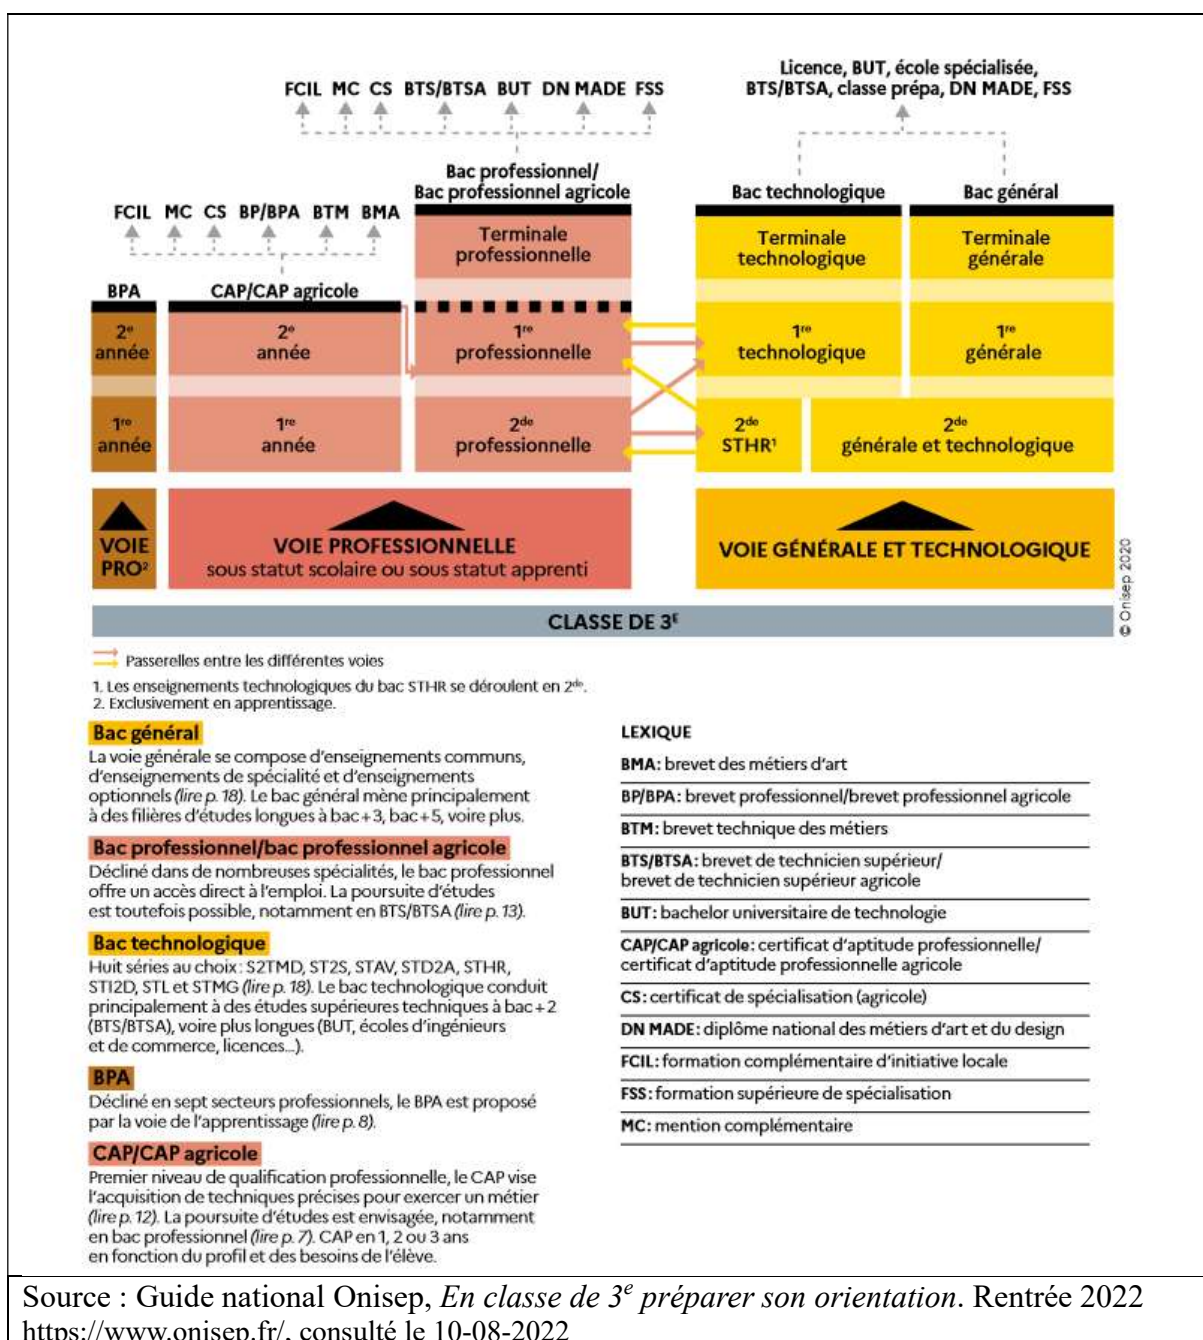 Licence, BUT, école spécialisée,
BTS/BTSA, classe prépa, DN MADE, FSS
FCIL MC CS BTS/BTSA BUT DN MADE FSS
Bac professionnel/
Bac professionnel agricole
Bac technologique
Bac général
FCIL MC CS BP/BPA BTM BMA
Terminale
professionnelle
Terminale
technologique
Terminale
générale
BPA
CAP/CAP agricole
2e
année
2e
année
1re
professionnelle
1re
technologique
1re
générale
1re
année
1re
année
2de
professionnelle
2de
STHR1
2de
générale et technologique
VOIE
PRO2
VOIE PROFESSIONNELLE
sous statut scolaire ou sous statut apprenti
VOIE GÉNÉRALE ET TECHNOLOGIQUE
© Onisep 2020
CLASSE DE 3E
Passerelles entre les différentes voies
1. Les enseignements technologiques du bac STHR se déroulent en 2de.
2. Exclusivement en apprentissage.
Bac général
La voie générale se compose d'enseignements communs,
d'enseignements de spécialité et d'enseignements
optionnels (lire p. 18). Le bac général mène principalement
à des filières d'études longues à bac + 3, bac + 5, voire plus.
Bac professionnel/bac professionnel agricole
Décliné dans de nombreuses spécialités, le bac professionnel
offre un accès direct à l'emploi. La poursuite d'études
est toutefois possible, notamment en BTS/BTSA (lire p. 13).
Bac technologique
Huit séries au choix : S2TMD, ST2S, STAV, STD2A, STHR,
STI2D, STL et STMG (lire p. 18). Le bac technologique conduit
principalement à des études supérieures techniques à bac + 2
(BTS/BTSA), voire plus longues (BUT, écoles d'ingénieurs
et de commerce, licences...).
BPA
Décliné en sept secteurs professionnels, le BPA est proposé
par la voie de l'apprentissage (lire p. 8).
CAP/CAP agricole
Premier niveau de qualification professionnelle, le CAP vise
l'acquisition de techniques précises pour exercer un métier
(lire p. 12). La poursuite d'études est envisagée, notamment
en bac professionnel (lire p. 7). CAP en 1, 2 ou 3 ans
en fonction du profil et des besoins de l'élève.
LEXIQUE
BMA : brevet des métiers d'art
BP/BPA : brevet professionnel/brevet professionnel agricole
BTM : brevet technique des métiers
BTS/BTSA : brevet de technicien supérieur/
brevet de technicien supérieur agricole
BUT : bachelor universitaire de technologie
CAP/CAP agricole : certificat d'aptitude professionnelle/
certificat d'aptitude professionnelle agricole
CS : certificat de spécialisation (agricole)
DN MADE : diplôme national des métiers d'art et du design
FCIL : formation complémentaire d'initiative locale
FSS : formation supérieure de spécialisation
MC : mention complémentaire
Source : Guide national Onisep, En classe de 3e préparer son orientation. Rentrée 2022
https://www.onisep.fr/, consulté le 10-08-2022